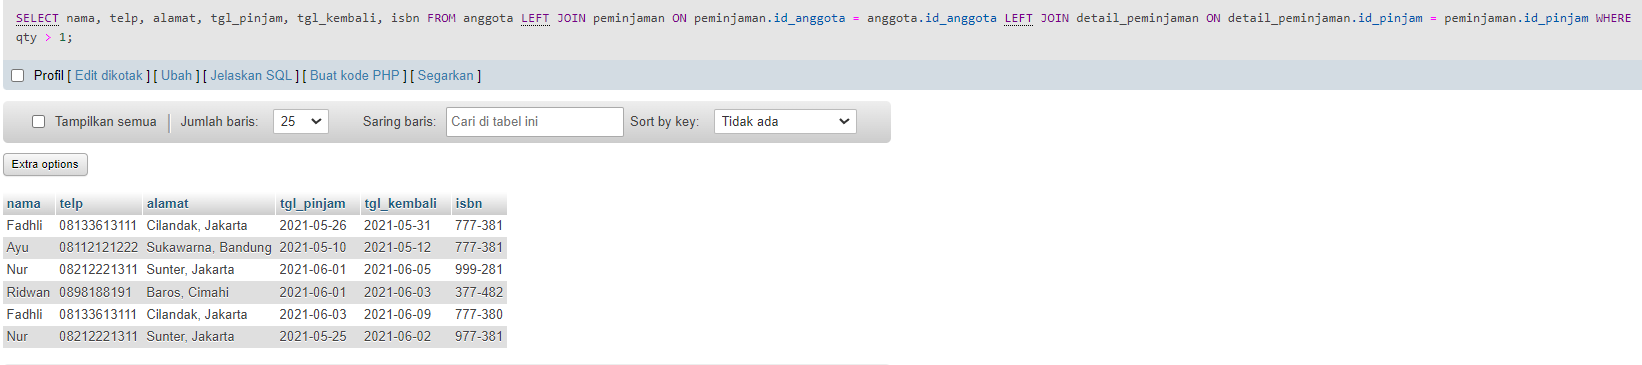 SELECT nama, telp, alamat, tgl_pinjam, tgl_kembali, isbn FROM anggota LEFT JOIN peminjaman ON peminjaman.id_anggota = anggota.id_anggota LEFT JOIN detail_peminjaman ON detail_peminjaman.id_pinjam = peminjaman.id_pinjam WHERE
qty > 1;
Profil [ Edit dikotak ] [ Ubah ] [ Jelaskan SQL ] [ Buat kode PHP ] [ Segarkan ]
Tampilkan semua | Jumlah baris: 25 Saring baris: Cari di tabel ini Sort by key: Tidak ada
Extra options
nama telp alamat tgl_pinjam tgl_kembali isbn
Fadhli 08133613111 Cilandak, Jakarta 2021-05-26 2021-05-31 777-381
Ayu 08112121222 Sukawarna, Bandung 2021-05-10 2021-05-12 777-381
Nur 08212221311 Sunter, Jakarta 2021-06-01 2021-06-05 999-281
Ridwan 0898188191 Baros, Cimahi 2021-06-01 2021-06-03 377-482
Fadhli 08133613111 Cilandak, Jakarta 2021-06-03 2021-06-09 777-380
Nur 08212221311 Sunter, Jakarta 2021-05-25 2021-06-02 977-381